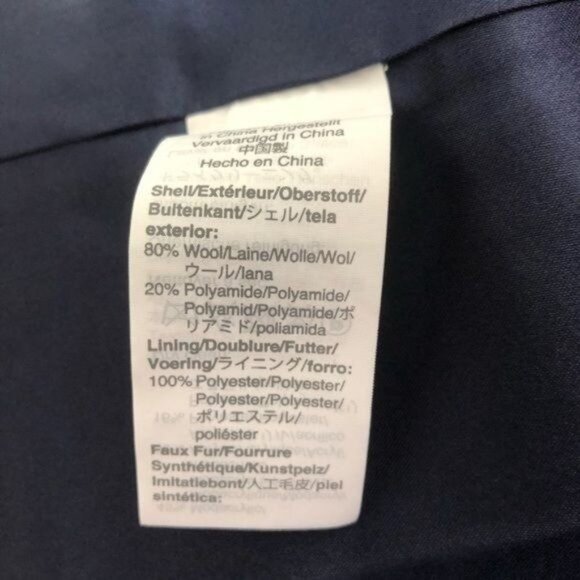 in China Hergestellt
Vervaardigd in China
中国製
Hecho en China
Shell/Extérieur/Oberstoff/
Buitenkant/シェル/tela
exterior:
80% Wool/Laine/Wolle/Wol/
ウール/lana
20% Polyamide/Polyamide/
Polyamid/Polyamide/ポ
リアミド/poliamida
Lining/Doublure/Futter/
Voering/ライニング/forro:
100% Polyester/Polyester/
Polyester/Polyester/
ポリエステル/
poliéster
Faux Fur/Fourrure
Synthétique/Kunstpelz/
Imitatiebont/人工毛皮/piel
sintética: